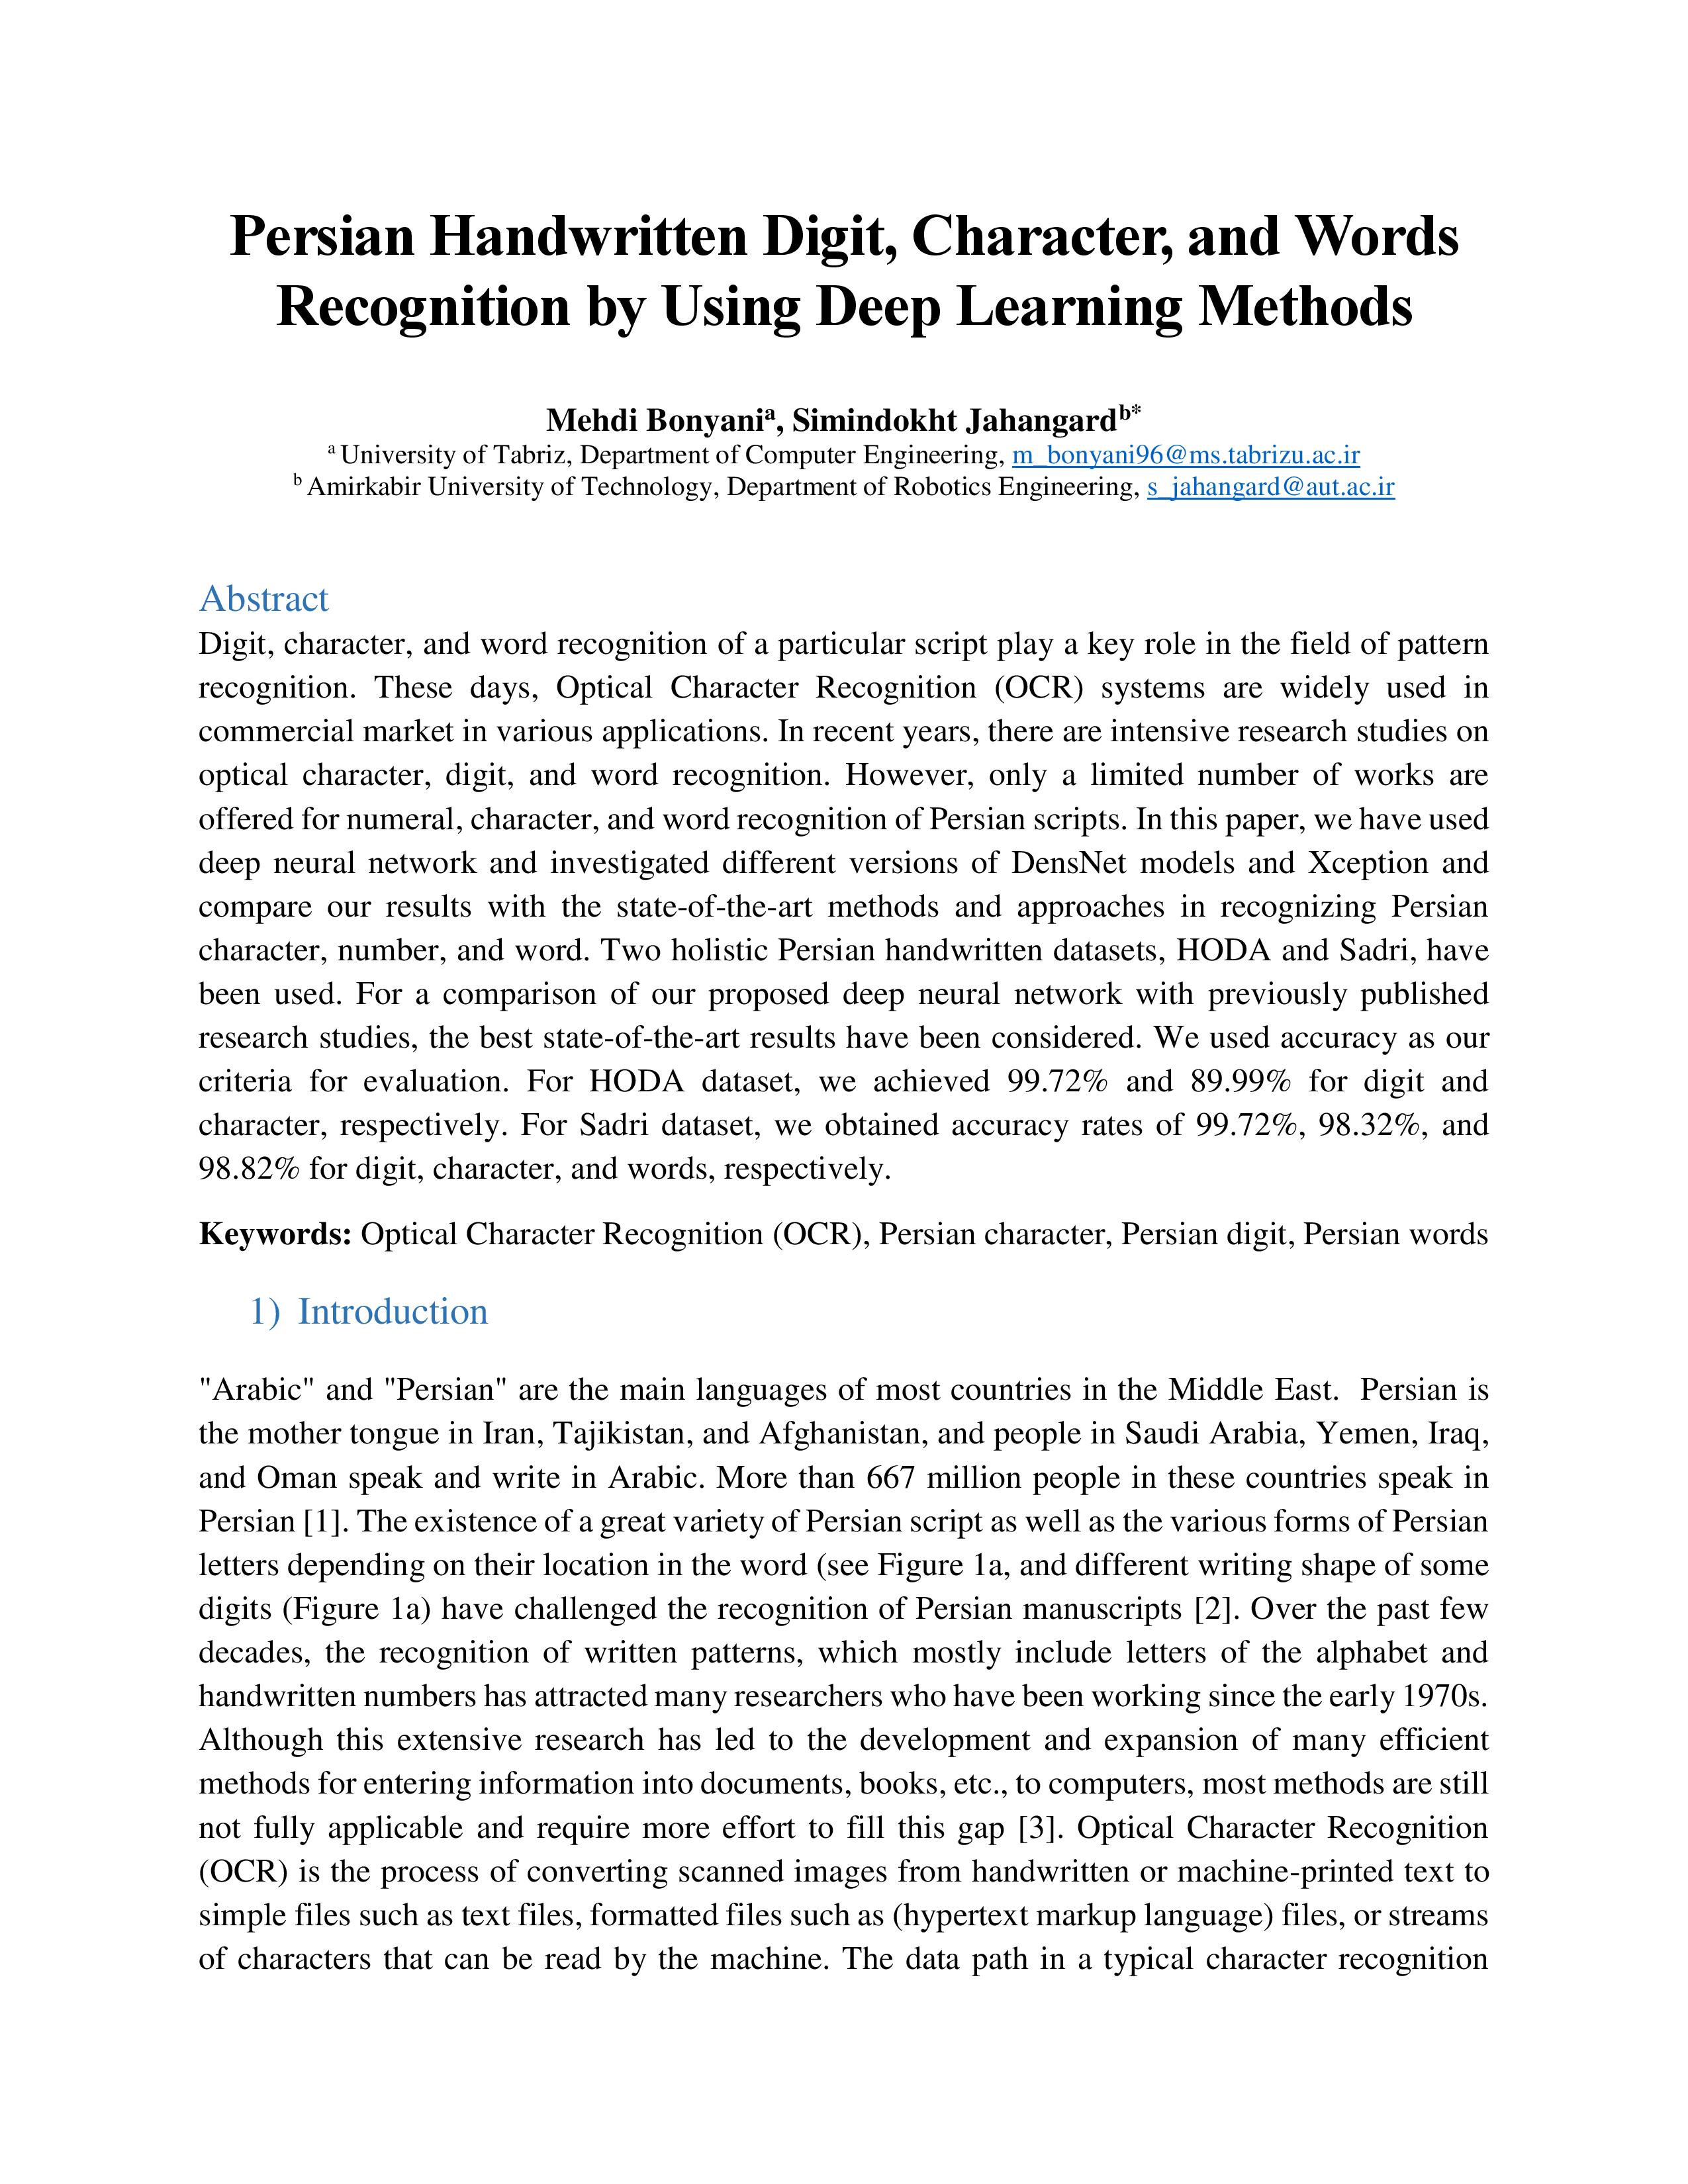 Persian Handwritten Digit, Character, and Words
Recognition by Using Deep Learning Methods
Mehdi Bonyaniᵃ, Simindokht Jahangardᵇ*
ᵃ University of Tabriz, Department of Computer Engineering, m_bonyani96@ms.tabrizu.ac.ir
ᵇ Amirkabir University of Technology, Department of Robotics Engineering, s_jahangard@aut.ac.ir
Abstract
Digit, character, and word recognition of a particular script play a key role in the field of pattern
recognition. These days, Optical Character Recognition (OCR) systems are widely used in
commercial market in various applications. In recent years, there are intensive research studies on
optical character, digit, and word recognition. However, only a limited number of works are
offered for numeral, character, and word recognition of Persian scripts. In this paper, we have used
deep neural network and investigated different versions of DensNet models and Xception and
compare our results with the state-of-the-art methods and approaches in recognizing Persian
character, number, and word. Two holistic Persian handwritten datasets, HODA and Sadri, have
been used. For a comparison of our proposed deep neural network with previously published
research studies, the best state-of-the-art results have been considered. We used accuracy as our
criteria for evaluation. For HODA dataset, we achieved 99.72% and 89.99% for digit and
character, respectively. For Sadri dataset, we obtained accuracy rates of 99.72%, 98.32%, and
98.82% for digit, character, and words, respectively.
Keywords: Optical Character Recognition (OCR), Persian character, Persian digit, Persian words
1) Introduction
"Arabic" and "Persian" are the main languages of most countries in the Middle East. Persian is
the mother tongue in Iran, Tajikistan, and Afghanistan, and people in Saudi Arabia, Yemen, Iraq,
and Oman speak and write in Arabic. More than 667 million people in these countries speak in
Persian [1]. The existence of a great variety of Persian script as well as the various forms of Persian
letters depending on their location in the word (see Figure 1a, and different writing shape of some
digits (Figure 1a) have challenged the recognition of Persian manuscripts [2]. Over the past few
decades, the recognition of written patterns, which mostly include letters of the alphabet and
handwritten numbers has attracted many researchers who have been working since the early 1970s.
Although this extensive research has led to the development and expansion of many efficient
methods for entering information into documents, books, etc., to computers, most methods are still
not fully applicable and require more effort to fill this gap [3]. Optical Character Recognition
(OCR) is the process of converting scanned images from handwritten or machine-printed text to
simple files such as text files, formatted files such as (hypertext markup language) files, or streams
of characters that can be read by the machine. The data path in a typical character recognition